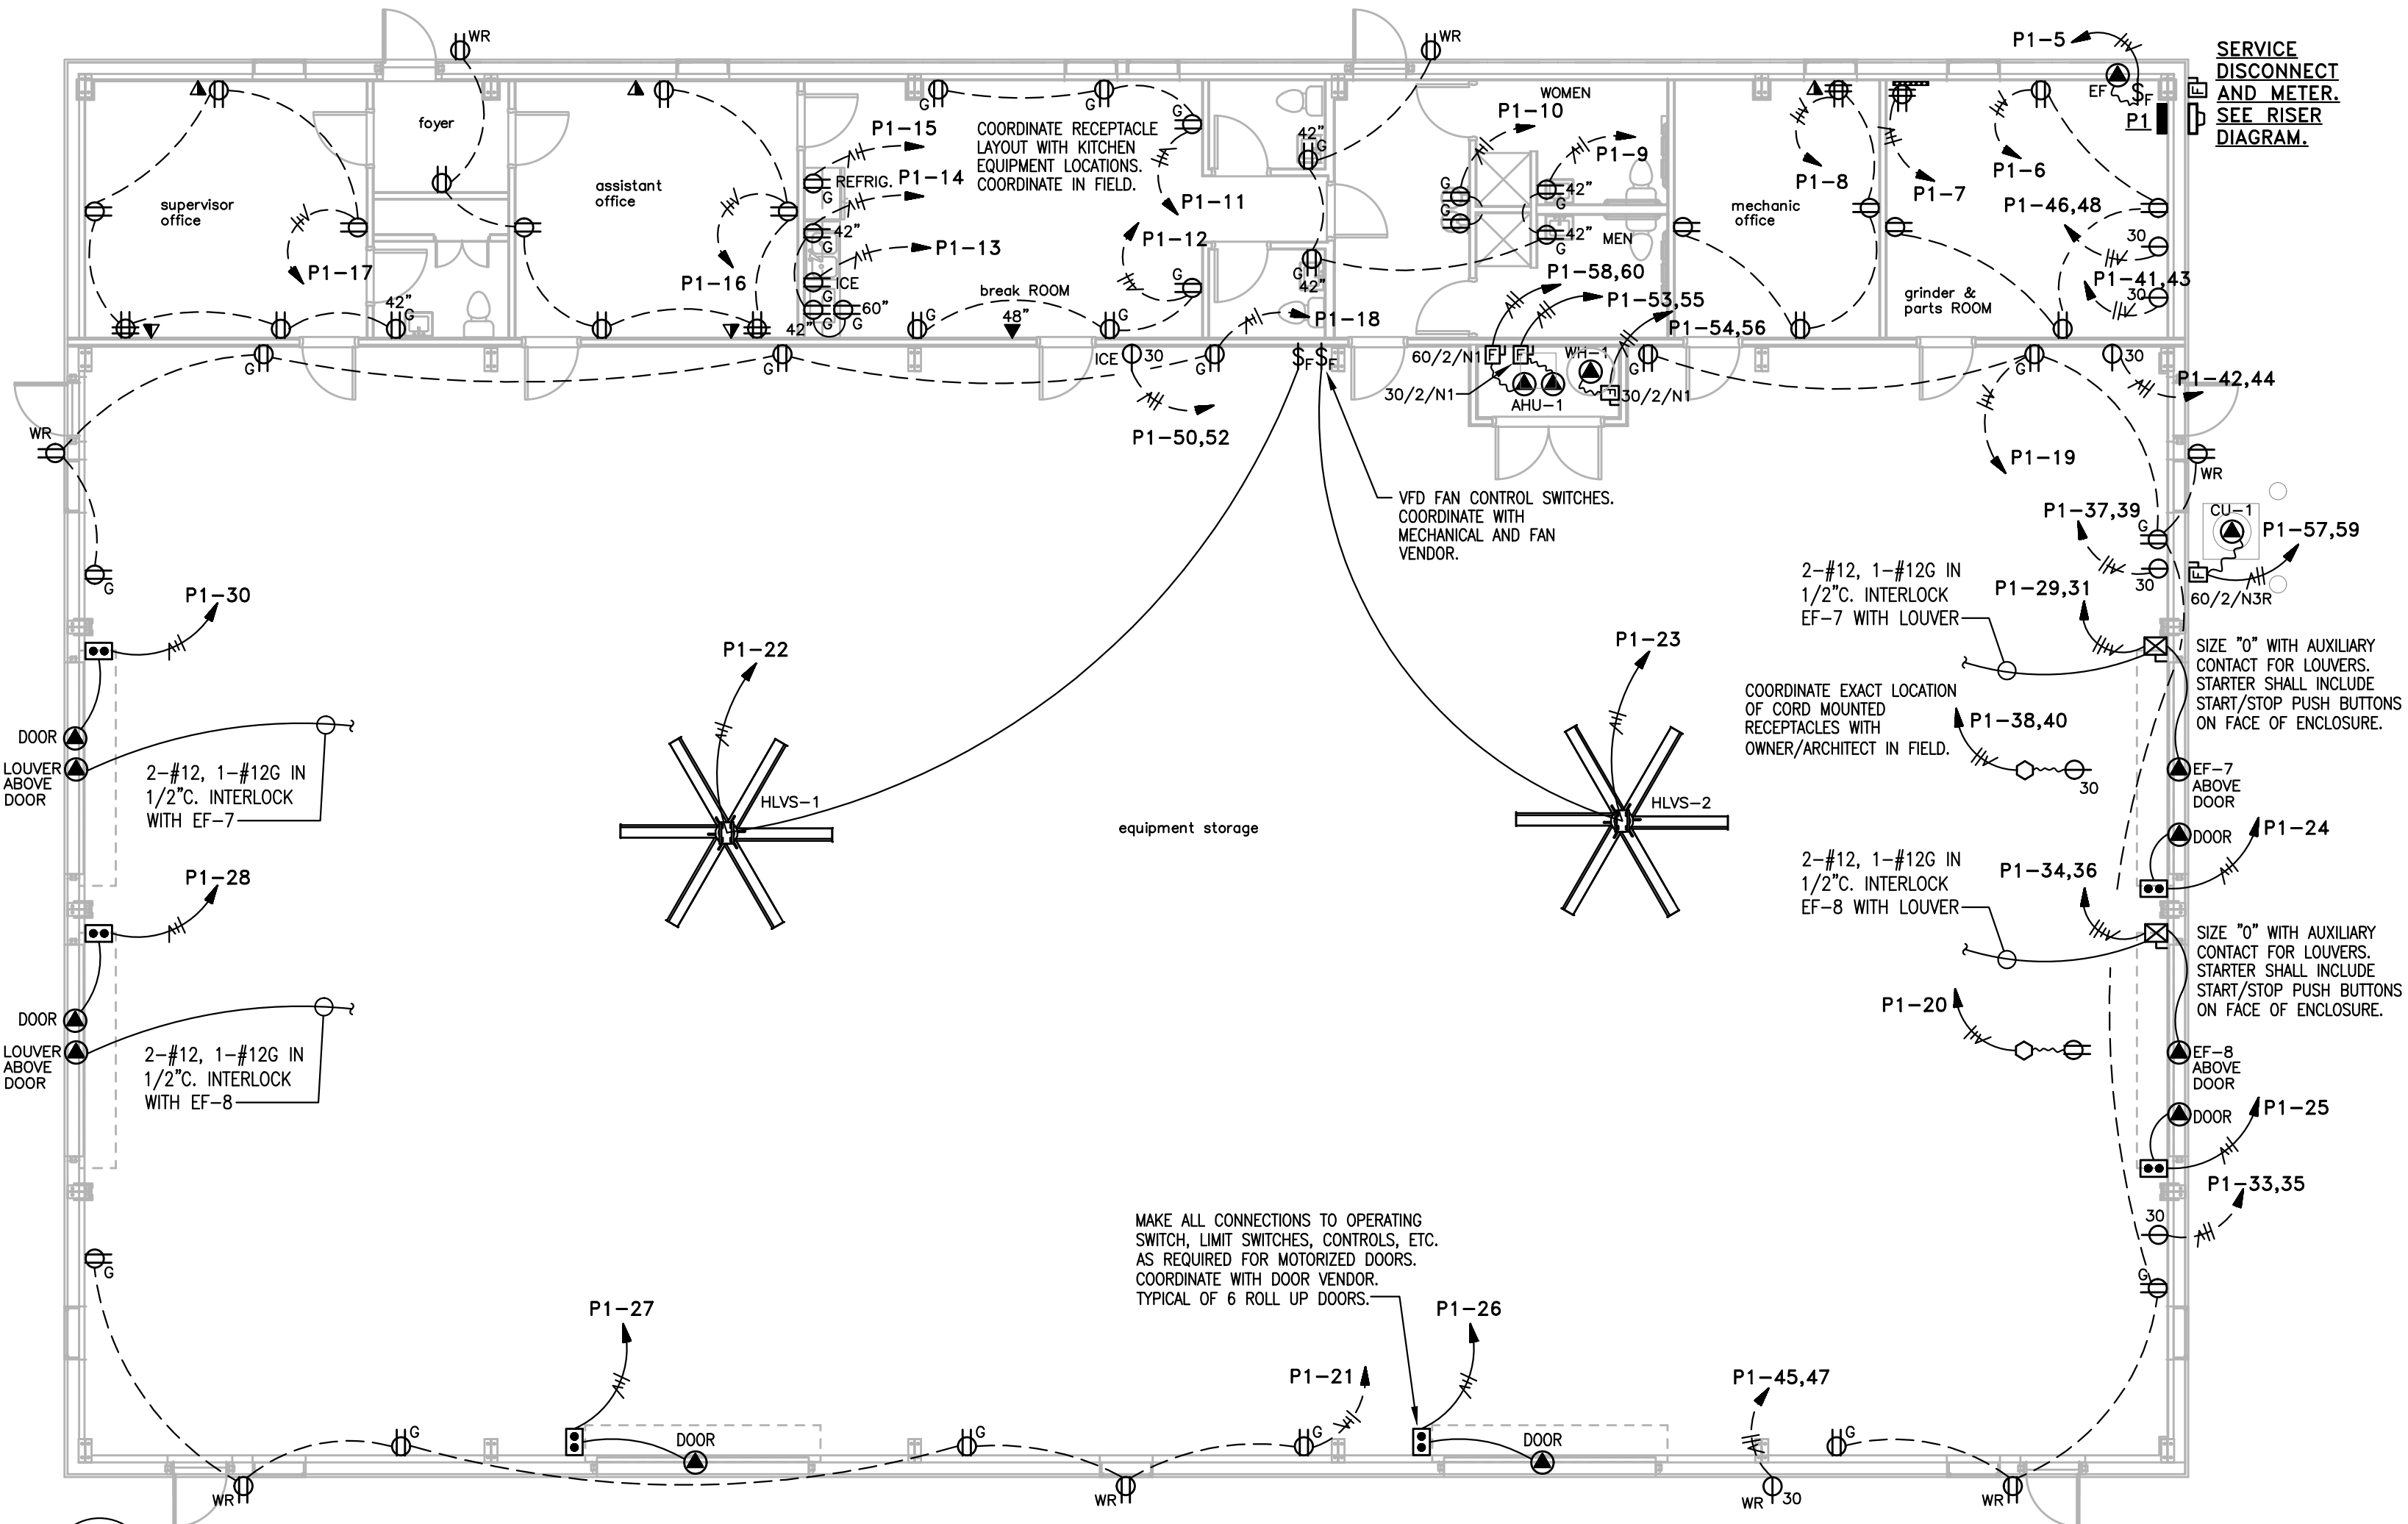 WR
WR
P1-5
SERVICE
DISCONNECT
AND METER.
SEE RISER
DIAGRAM.
F
EF
$F
P1
foyer
supervisor
office
P1-17
42"
G
assistant
office
P1-16
G
G
G
P1-15
REFRIG.
G
P1-14
42"
G
P1-13
ICE
G
42"
G
60"
G
COORDINATE RECEPTACLE
LAYOUT WITH KITCHEN
EQUIPMENT LOCATIONS.
COORDINATE IN FIELD.
P1-11
P1-12
G
break ROOM
48"
G
G
42"
G
G
42"
WOMEN
P1-10
P1-9
G
G
42"
G
42"
G
MEN
mechanic
office
P1-8
P1-7
P1-6
P1-46,48
30
P1-41,43
30
grinder &
parts ROOM
P1-58,60
P1-53,55
P1-54,56
P1-18
G
G
ICE
30
G
$F
$F
60/2/N1
F
F
WH-1
30/2/N1
AHU-1
F
30/2/N1
G
G
30
P1-42,44
WR
P1-50,52
P1-19
WR
VFD FAN CONTROL SWITCHES.
COORDINATE WITH
MECHANICAL AND FAN
VENDOR.
P1-37,39
G
30
CU-1
P1-57,59
F
60/2/N3R
G
P1-30
2-#12, 1-#12G IN
1/2"C. INTERLOCK
EF-7 WITH LOUVER
P1-29,31
P1-22
P1-23
SIZE "0" WITH AUXILIARY
CONTACT FOR LOUVERS.
STARTER SHALL INCLUDE
START/STOP PUSH BUTTONS
ON FACE OF ENCLOSURE.
COORDINATE EXACT LOCATION
OF CORD MOUNTED
RECEPTACLES WITH
OWNER/ARCHITECT IN FIELD.
P1-38,40
30
DOOR
LOUVER
ABOVE
DOOR
2-#12, 1-#12G IN
1/2"C. INTERLOCK
WITH EF-7
HLVS-1
HLVS-2
equipment storage
EF-7
ABOVE
DOOR
DOOR
P1-24
2-#12, 1-#12G IN
1/2"C. INTERLOCK
EF-8 WITH LOUVER
P1-34,36
P1-28
SIZE "0" WITH AUXILIARY
CONTACT FOR LOUVERS.
STARTER SHALL INCLUDE
START/STOP PUSH BUTTONS
ON FACE OF ENCLOSURE.
P1-20
DOOR
LOUVER
ABOVE
DOOR
2-#12, 1-#12G IN
1/2"C. INTERLOCK
WITH EF-8
EF-8
ABOVE
DOOR
DOOR
P1-25
P1-33,35
30
G
G
MAKE ALL CONNECTIONS TO OPERATING
SWITCH, LIMIT SWITCHES, CONTROLS, ETC.
AS REQUIRED FOR MOTORIZED DOORS.
COORDINATE WITH DOOR VENDOR.
TYPICAL OF 6 ROLL UP DOORS.
P1-27
P1-26
P1-21
P1-45,47
G
DOOR
G
G
DOOR
G
WR
WR
WR
30
WR